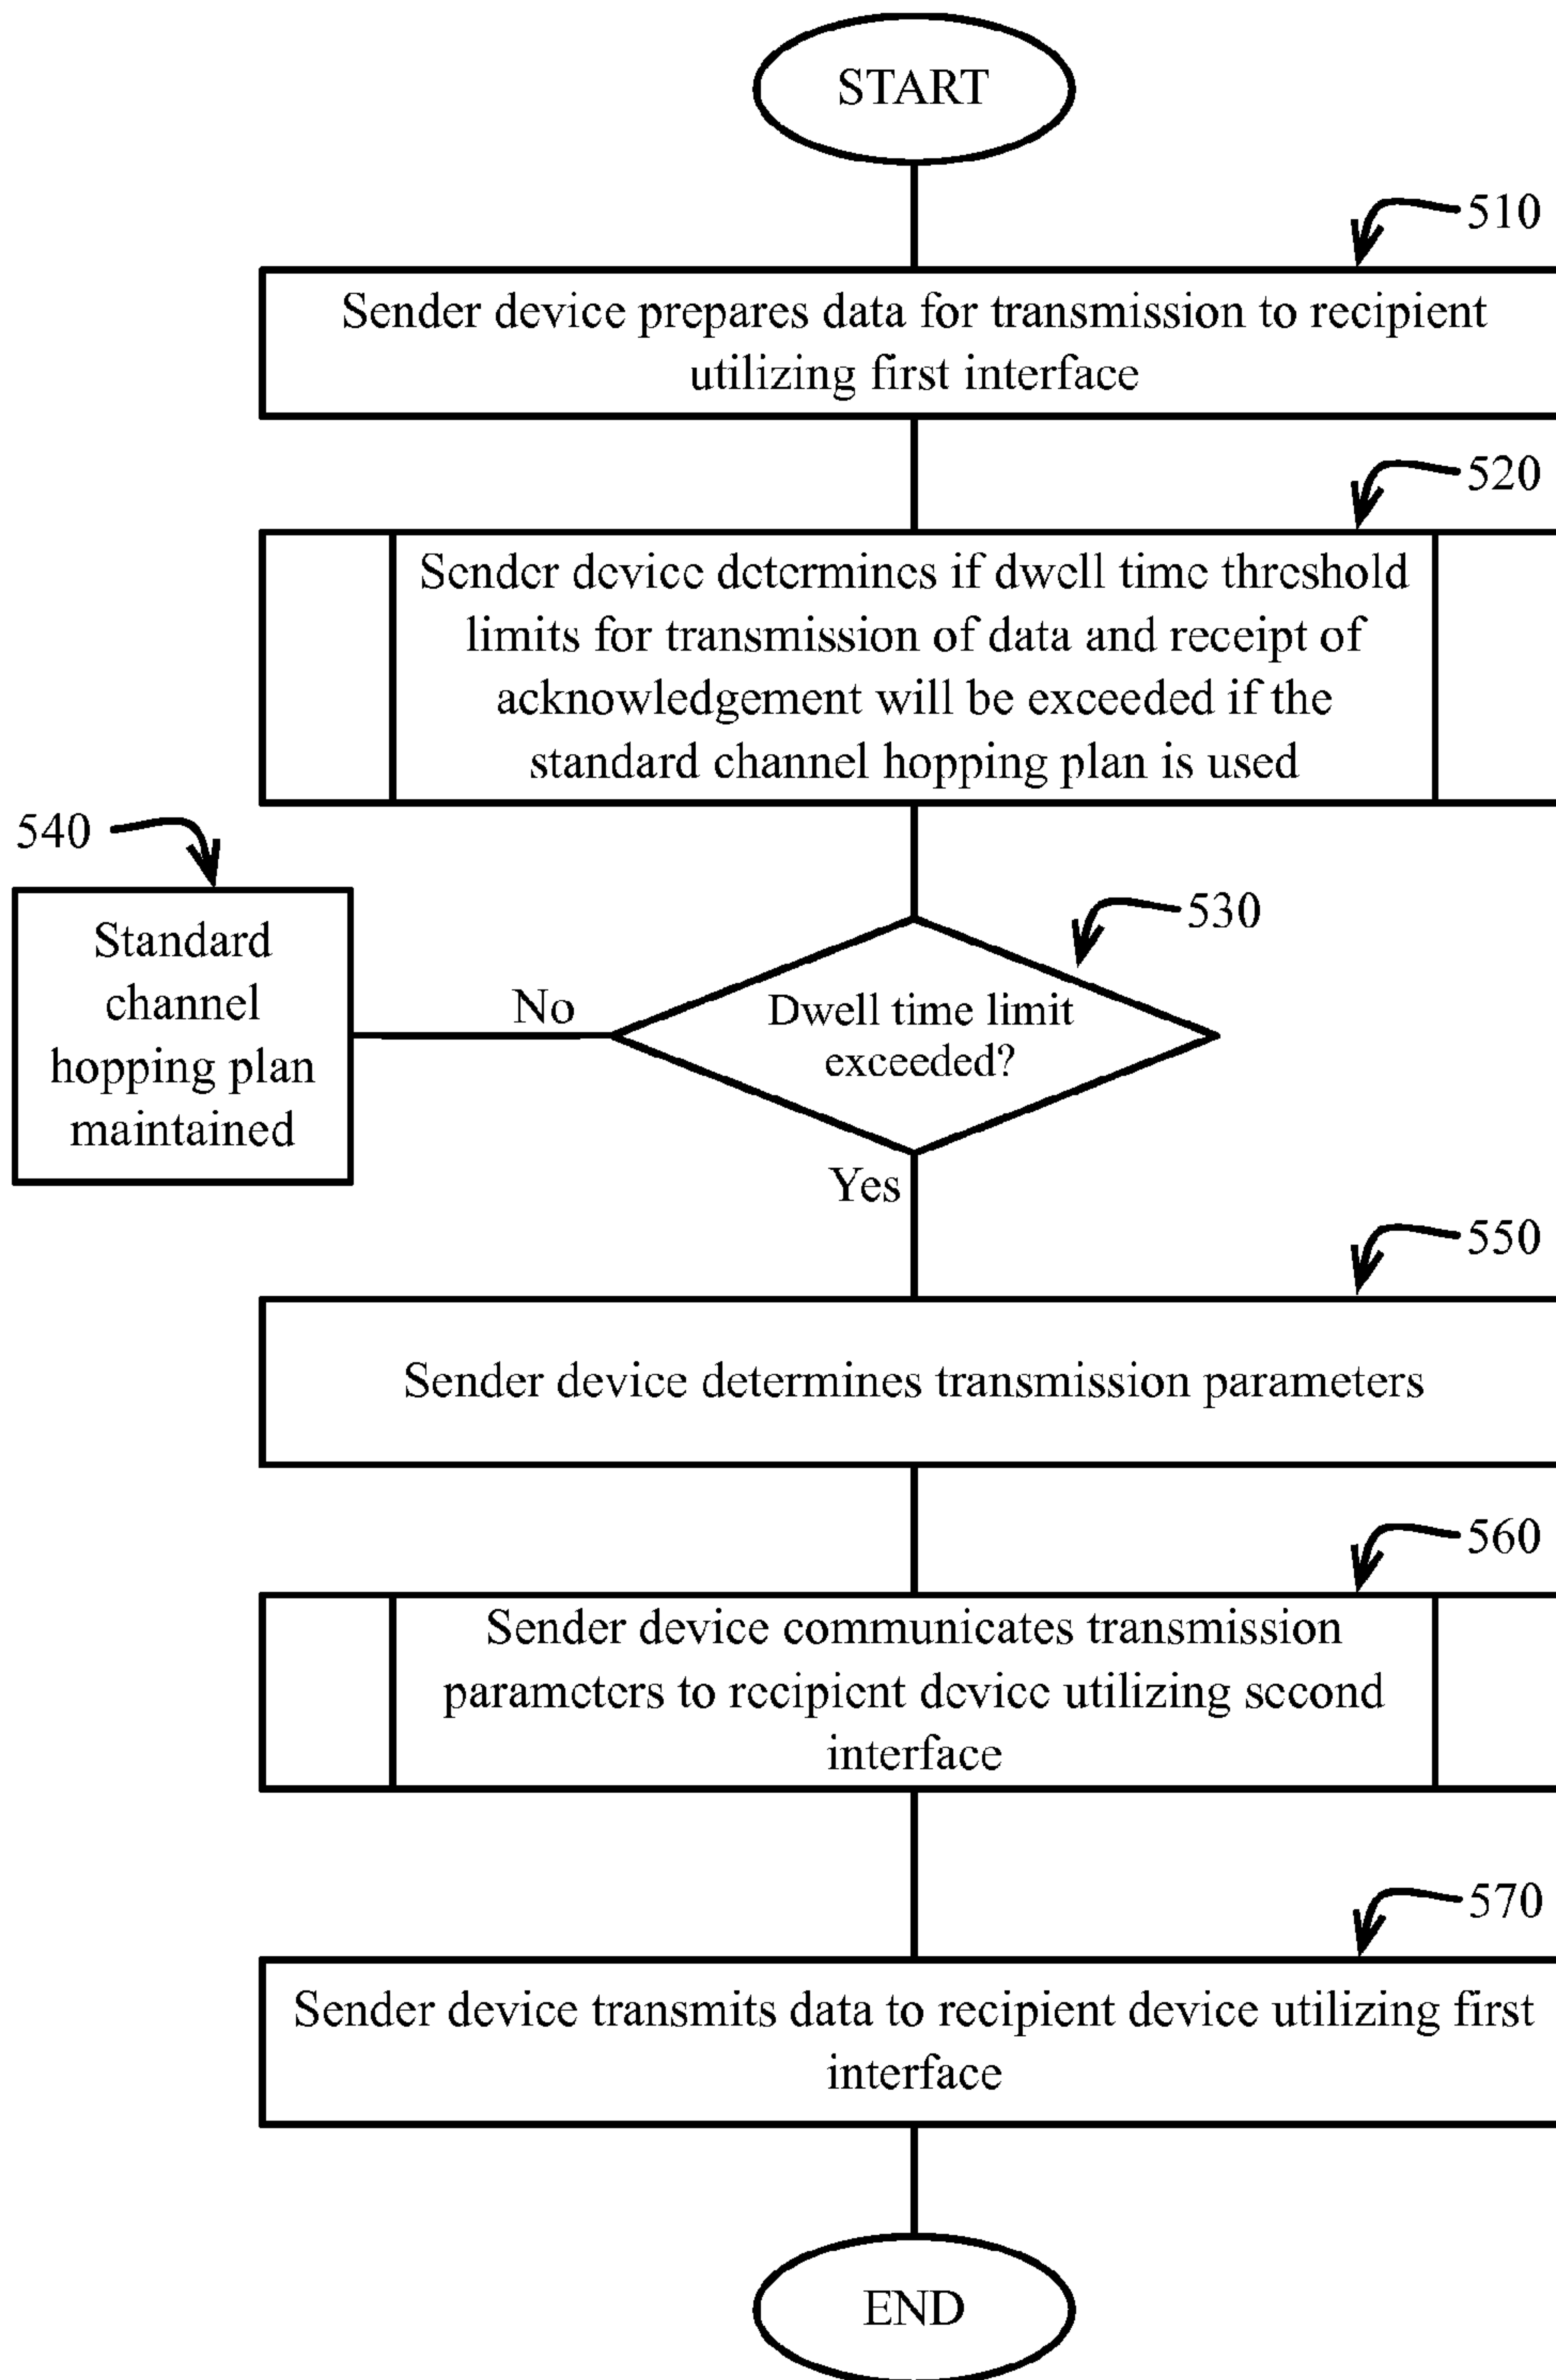 START
510
Sender device prepares data for transmission to recipient
utilizing first interface
520
Sender device determines if dwell time threshold
limits for transmission of data and receipt of
acknowledgement will be exceeded if the
standard channel hopping plan is used
540
Standard
channel
hopping plan
maintained
530
No
Dwell time limit
exceeded?
Yes
550
Sender device determines transmission parameters
560
Sender device communicates transmission
parameters to recipient device utilizing second
interface
570
Sender device transmits data to recipient device utilizing first
interface
END